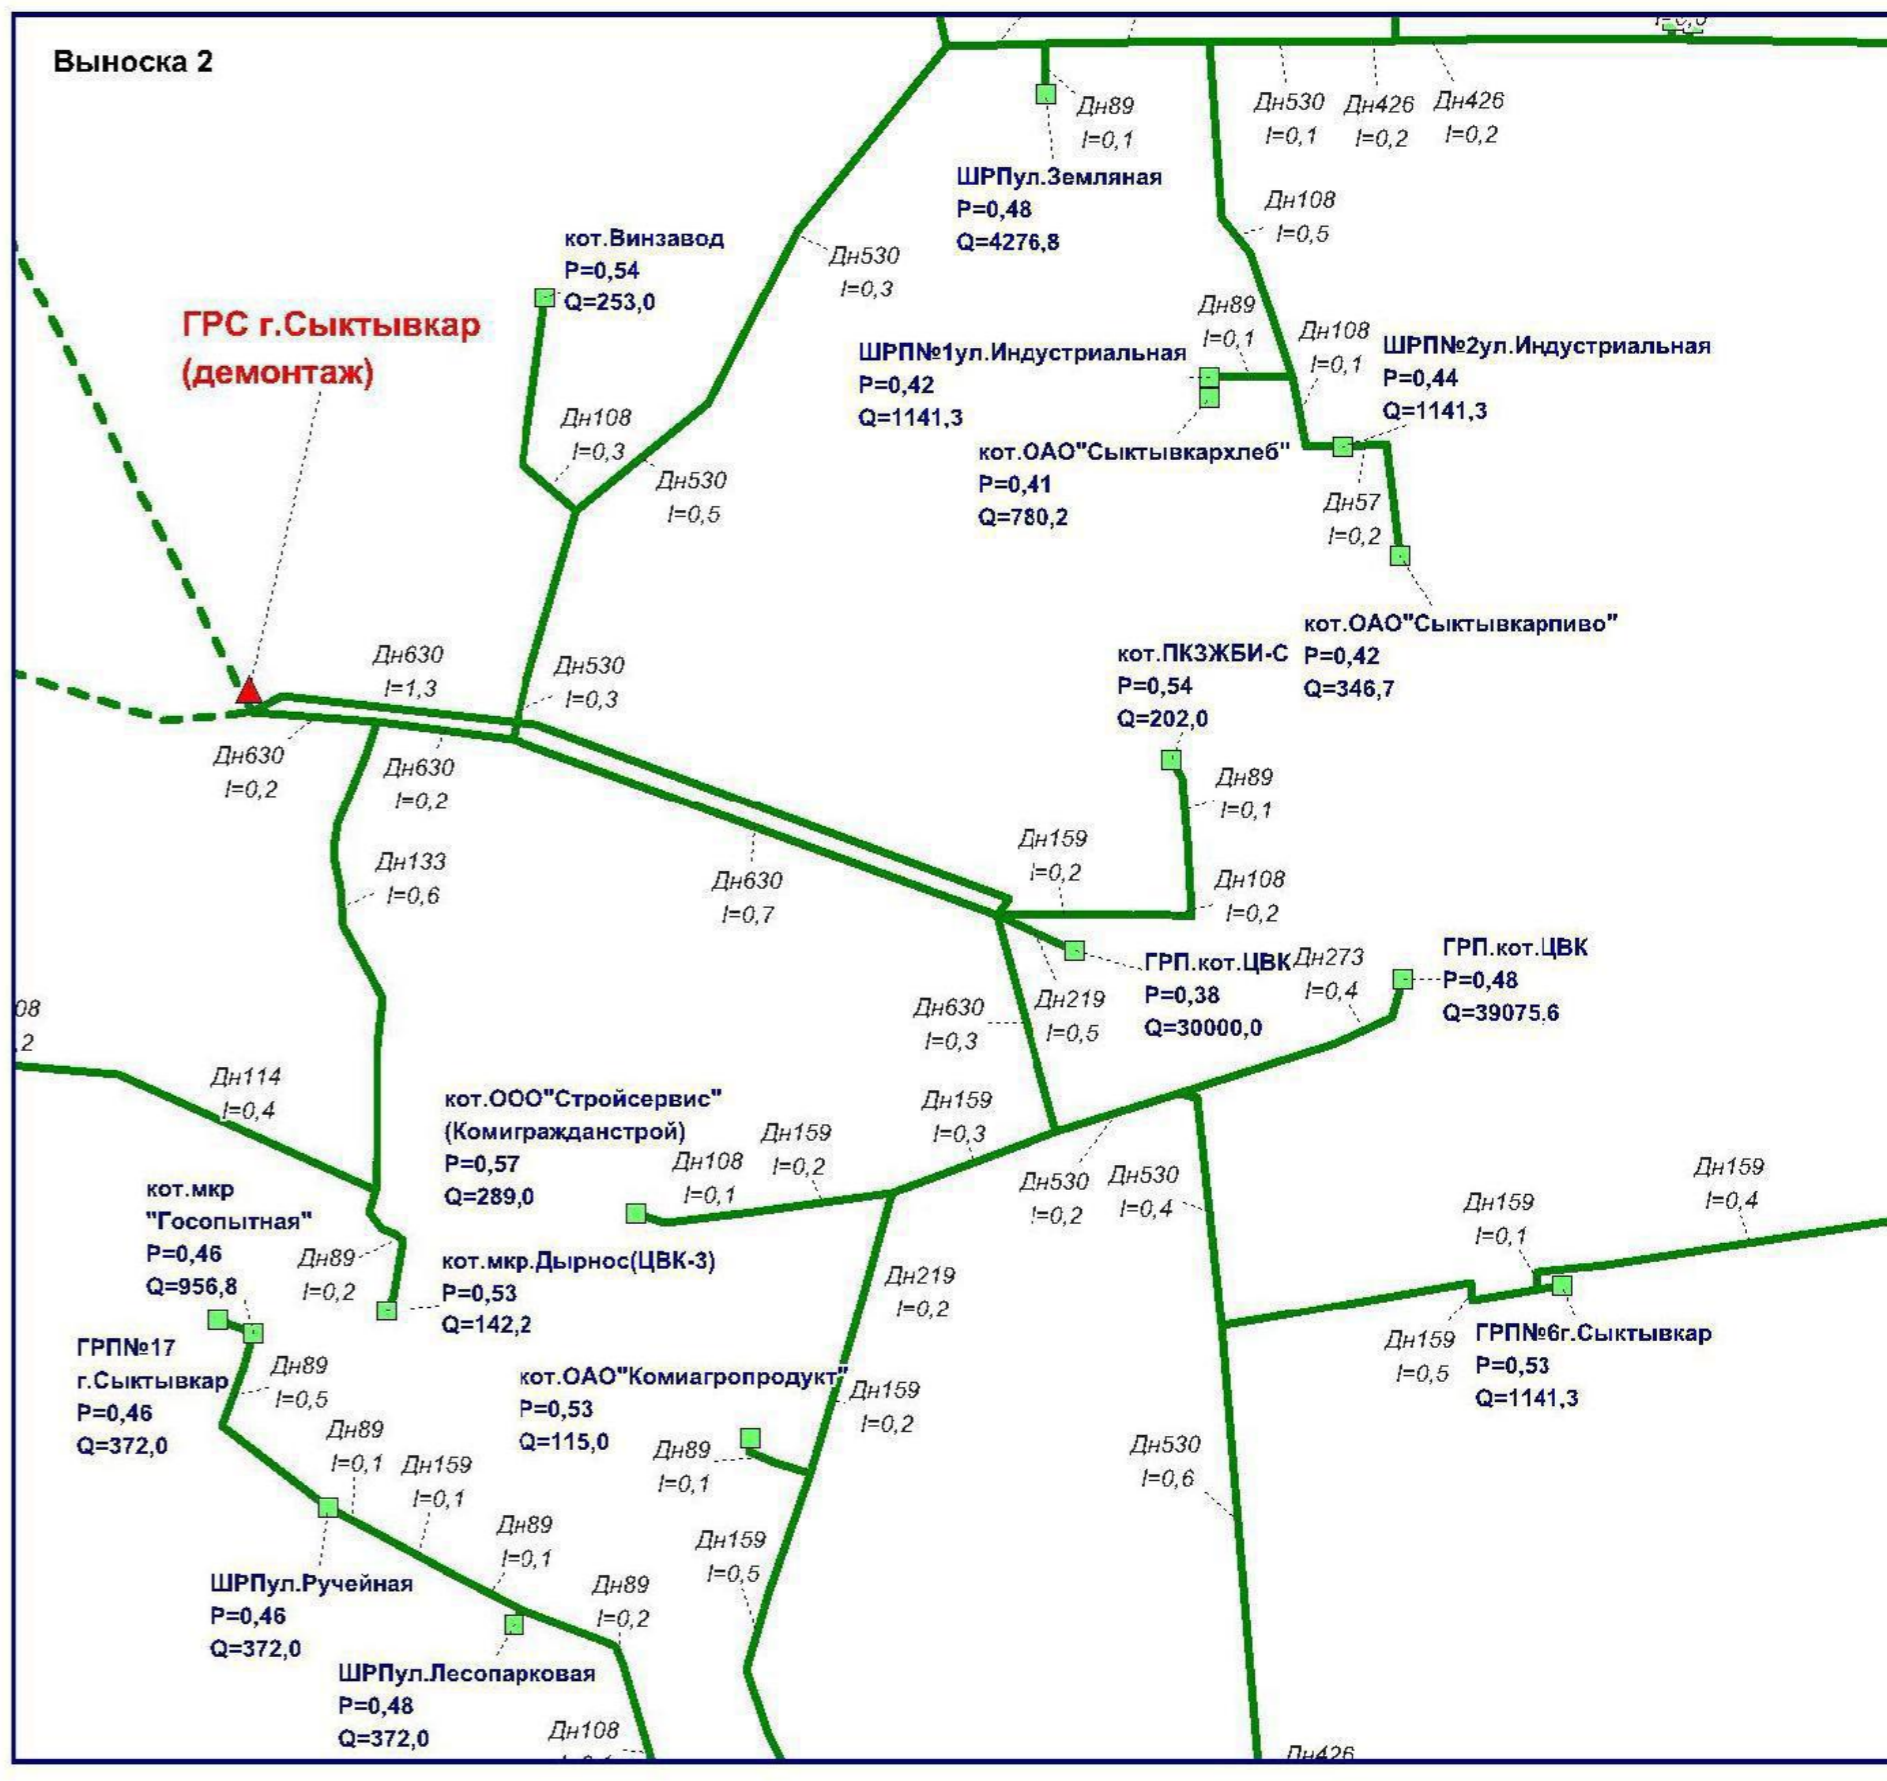 Выноска 2
Дн89
l=0,1
Дн530
l=0,1
Дн426
l=0,2
Дн426
l=0,2
ШРПул.Земляная
P=0,48
Q=4276,8
Дн108
l=0,5
кот.Винзавод
P=0,54
Q=253,0
Дн530
l=0,3
ГРС г.Сыктывкар
(демонтаж)
Дн89
l=0,1
Дн108
l=0,1
ШРП№1ул.Индустриальная
P=0,42
Q=1141,3
ШРП№2ул.Индустриальная
P=0,44
Q=1141,3
Дн108
l=0,3
Дн530
l=0,5
кот.ОАО"Сыктывкархлеб"
P=0,41
Q=780,2
Дн57
l=0,2
кот.ОАО"Сыктывкарпиво"
P=0,42
Q=346,7
кот.ПКЗЖБИ-С
P=0,54
Q=202,0
Дн630
l=1,3
Дн530
l=0,3
Дн630
l=0,2
Дн630
l=0,2
Дн89
l=0,1
Дн133
l=0,6
Дн630
l=0,7
Дн159
l=0,2
Дн108
l=0,2
ГРП.кот.ЦВК
P=0,38
Q=30000,0
Дн273
l=0,4
ГРП.кот.ЦВК
P=0,48
Q=39075,6
Дн630
l=0,3
Дн219
l=0,5
08
,2
Дн114
l=0,4
кот.ООО"Стройсервис"
(Комигражданстрой)
P=0,57
Q=289,0
Дн108
l=0,1
Дн159
l=0,2
Дн159
l=0,3
Дн530
l=0,2
Дн530
l=0,4
Дн159
l=0,1
Дн159
l=0,4
кот.мкр
"Госопытная"
P=0,46
Q=956,8
Дн89
l=0,2
кот.мкр.Дырнос(ЦВК-3)
P=0,53
Q=142,2
Дн219
l=0,2
ГРП№17
г.Сыктывкар
P=0,46
Q=372,0
Дн89
l=0,5
Дн159
l=0,5
ГРП№6г.Сыктывкар
P=0,53
Q=1141,3
кот.ОАО"Комиагропродукт"
P=0,53
Q=115,0
Дн159
l=0,2
Дн89
l=0,1
Дн89
l=0,1
Дн159
l=0,1
Дн530
l=0,6
Дн89
l=0,1
Дн159
l=0,5
ШРПул.Ручейная
P=0,46
Q=372,0
Дн89
l=0,2
ШРПул.Лесопарковая
P=0,48
Q=372,0
Дн108
Дн426